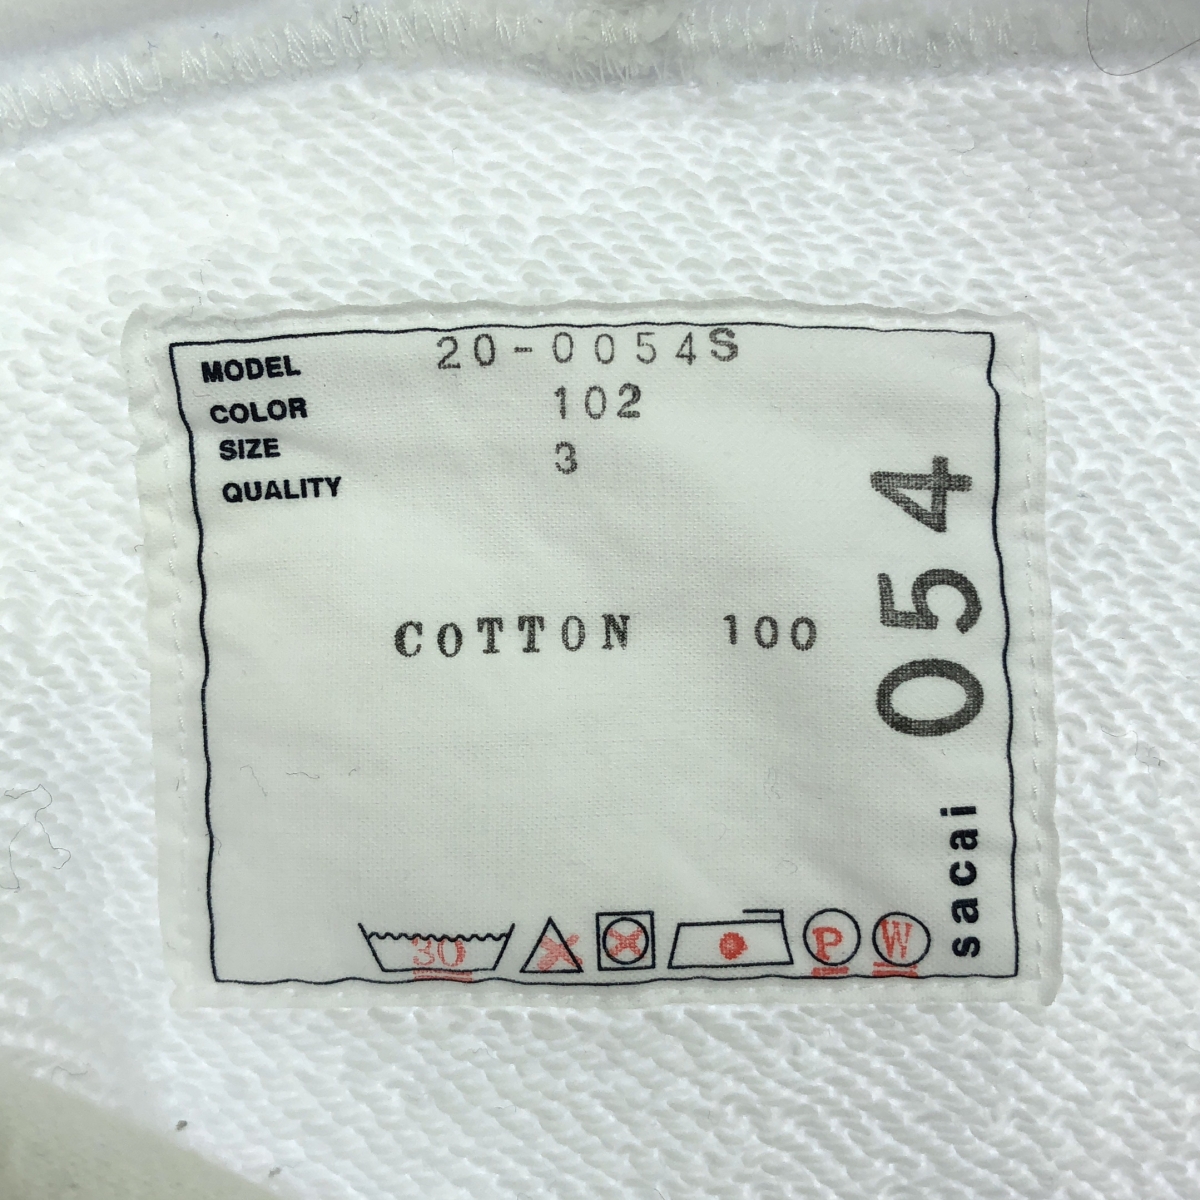 MODEL 20-0054S
COLOR 102
SIZE 3
QUALITY
COTTON 100
sacai 054
30
P
W